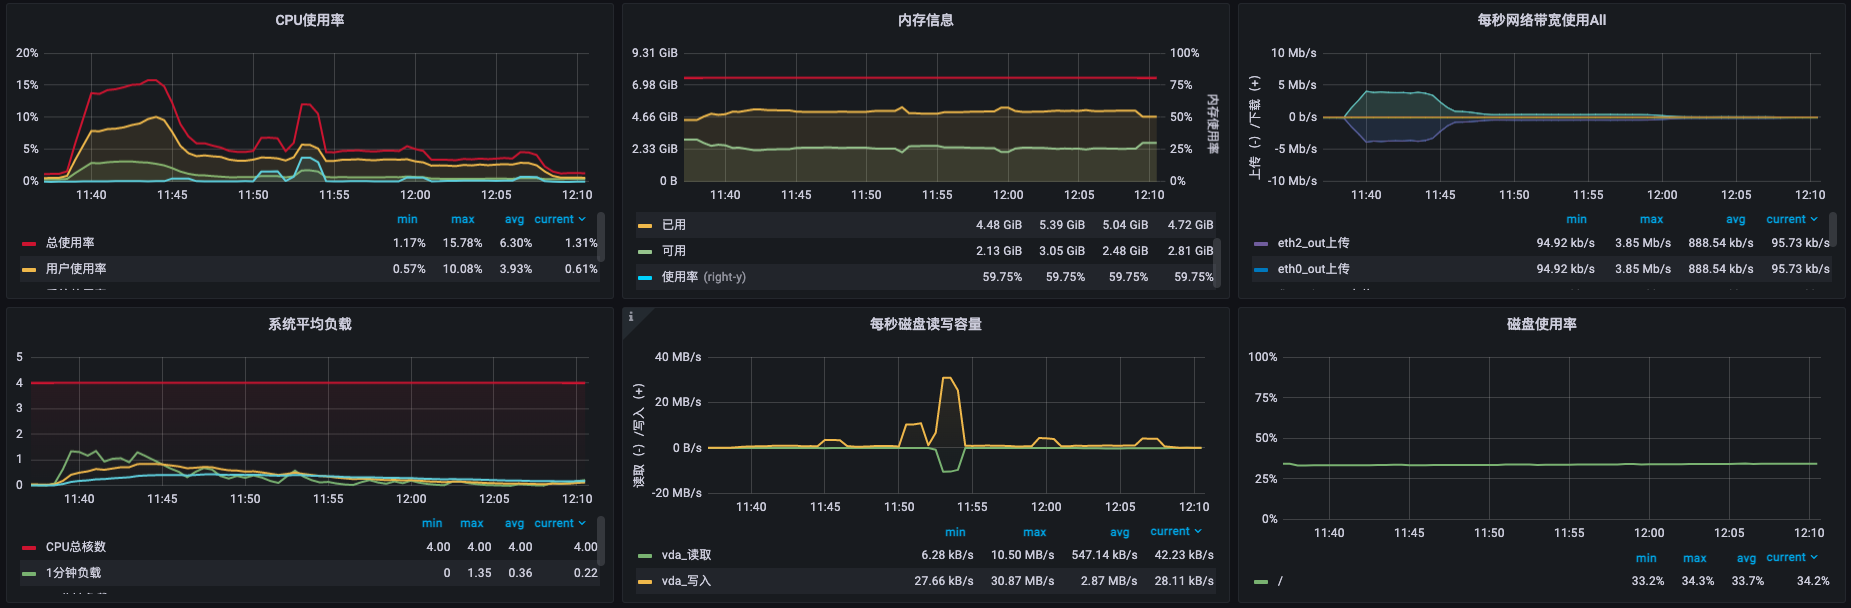 CPU使用率
20%
15%
10%
5%
0%
11:40 11:45 11:50 11:55 12:00 12:05 12:10
min max avg current
总使用率 1.17% 15.78% 6.30% 1.31%
用户使用率 0.57% 10.08% 3.93% 0.61%
内存信息
9.31 GiB 100%
6.98 GiB 75%
4.66 GiB 50%
2.33 GiB 25%
0 B 0%
内存使用率
11:40 11:45 11:50 11:55 12:00 12:05 12:10
已用 4.48 GiB 5.39 GiB 5.04 GiB 4.72 GiB
可用 2.13 GiB 3.05 GiB 2.48 GiB 2.81 GiB
使用率 (right-y) 59.75% 59.75% 59.75% 59.75%
每秒网络带宽使用All
上传 (-) /下载 (+)
10 Mb/s
5 Mb/s
0 b/s
-5 Mb/s
-10 Mb/s
11:40 11:45 11:50 11:55 12:00 12:05 12:10
min max avg current
eth2_out上传 94.92 kb/s 3.85 Mb/s 888.54 kb/s 95.73 kb/s
eth0_out上传 94.92 kb/s 3.85 Mb/s 888.54 kb/s 95.73 kb/s
系统平均负载
5
4
3
2
1
0
11:40 11:45 11:50 11:55 12:00 12:05 12:10
min max avg current
CPU总核数 4.00 4.00 4.00 4.00
1分钟负载 0 1.35 0.36 0.22
i
每秒磁盘读写容量
读取 (-) /写入 (+)
40 MB/s
20 MB/s
0 B/s
-20 MB/s
11:40 11:45 11:50 11:55 12:00 12:05 12:10
min max avg current
vda_读取 6.28 kB/s 10.50 MB/s 547.14 kB/s 42.23 kB/s
vda_写入 27.66 kB/s 30.87 MB/s 2.87 MB/s 28.11 kB/s
磁盘使用率
100%
75%
50%
25%
0%
11:40 11:45 11:50 11:55 12:00 12:05 12:10
min max avg current
/ 33.2% 34.3% 33.7% 34.2%